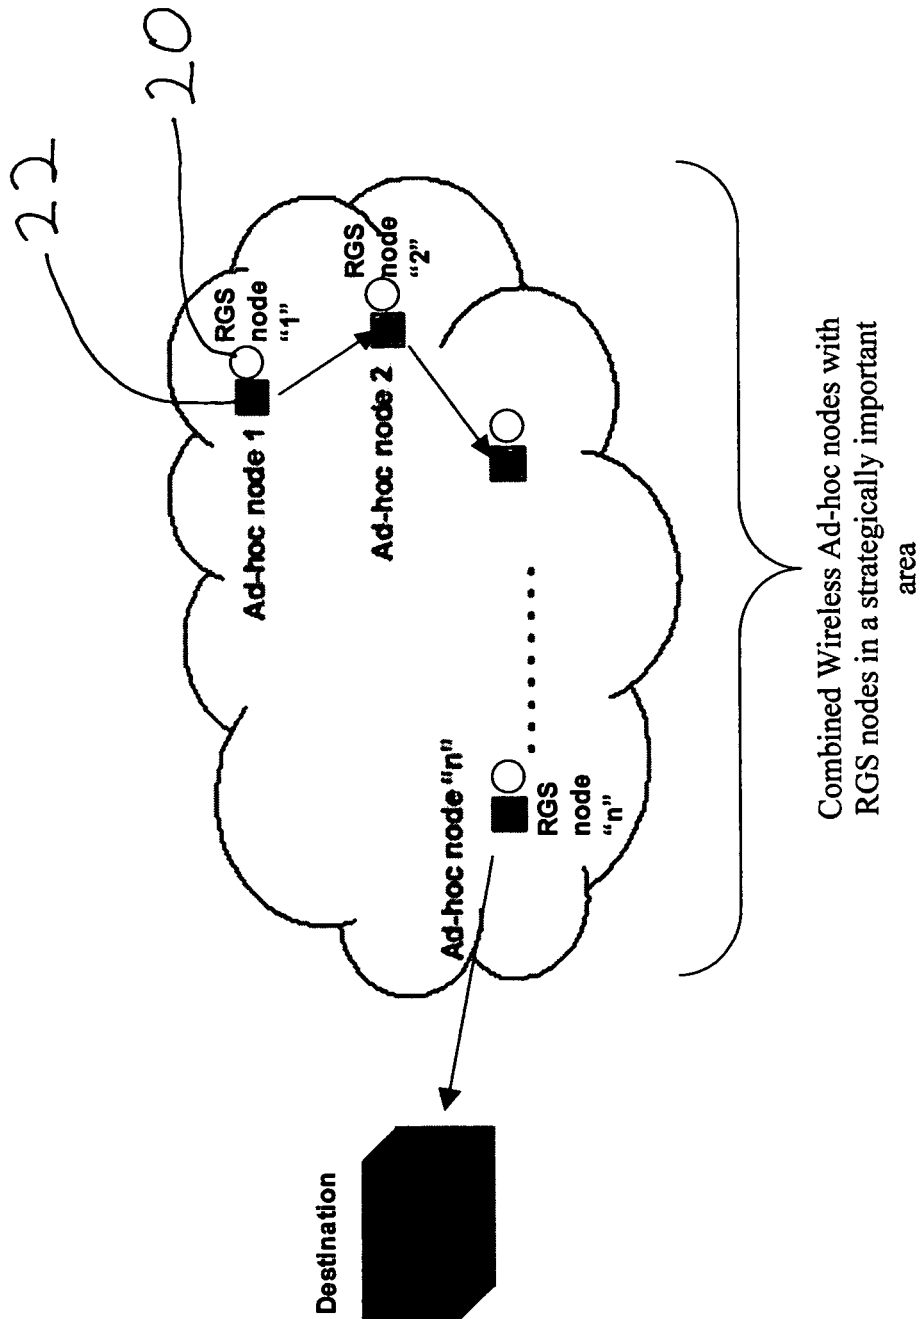 22
20
RGS
node
"1"
Ad-hoc node 1
Destination
RGS
node
"2"
Ad-hoc node 2
Ad-hoc node "n"
RGS
node
"n"
Combined Wireless Ad-hoc nodes with
RGS nodes in a strategically important
area